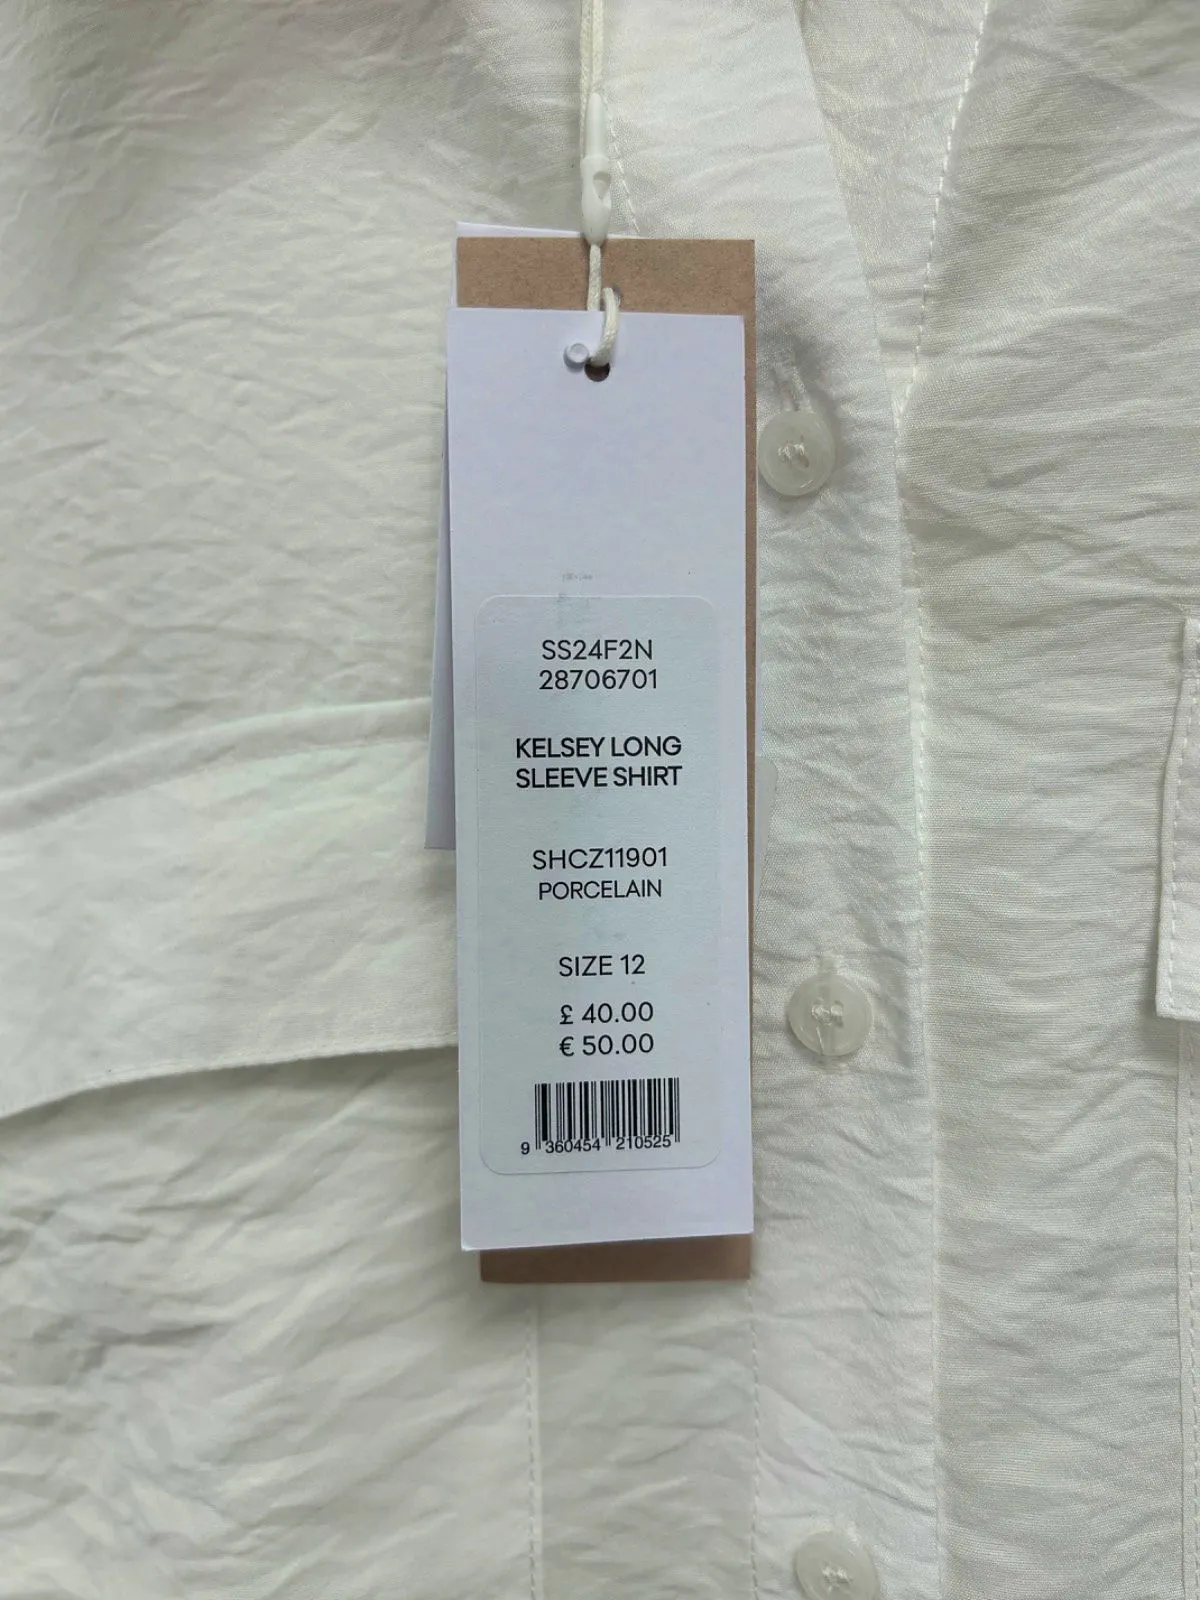 SS24F2N
28706701
KELSEY LONG
SLEEVE SHIRT
SHCZ11901
PORCELAIN
SIZE 12
£ 40.00
€ 50.00
9 360454 210525